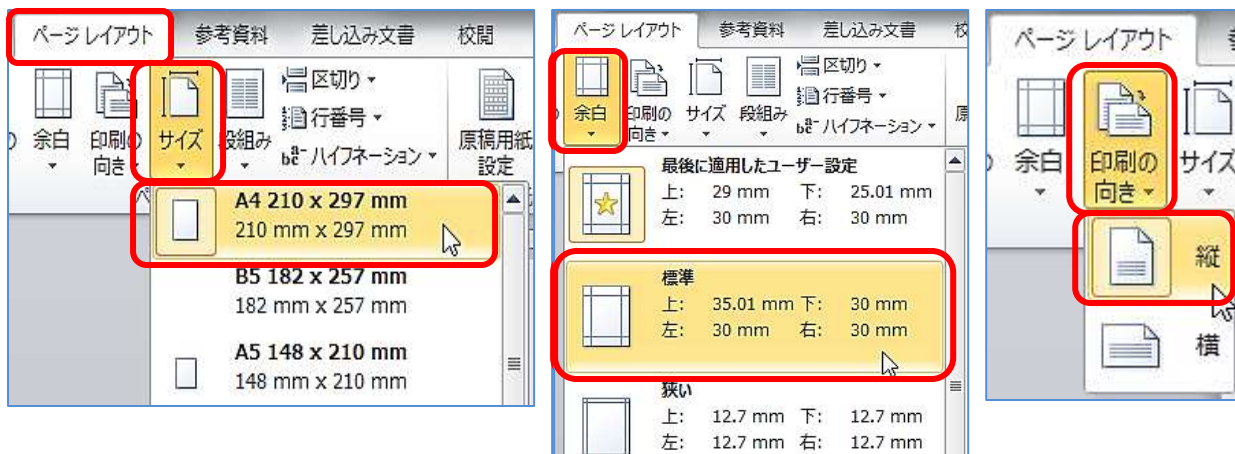 ページ レイアウト 参考資料 差し込み文書 校閲
余白 印刷の向き サイズ 段組み
区切り
行番号
ハイフネーション
原稿用紙
設定
A4 210 x 297 mm
210 mm x 297 mm
B5 182 x 257 mm
182 mm x 257 mm
A5 148 x 210 mm
148 mm x 210 mm
ページ レイアウト 参考資料 差し込み文書
余白 印刷の向き サイズ 段組み
区切り
行番号
ハイフネーション
最後に適用したユーザー設定
上: 29 mm 下: 25.01 mm
左: 30 mm 右: 30 mm
標準
上: 35.01 mm 下: 30 mm
左: 30 mm 右: 30 mm
狭い
上: 12.7 mm 下: 12.7 mm
左: 12.7 mm 右: 12.7 mm
ページ レイアウト
余白 印刷の向き サイズ
縦
横